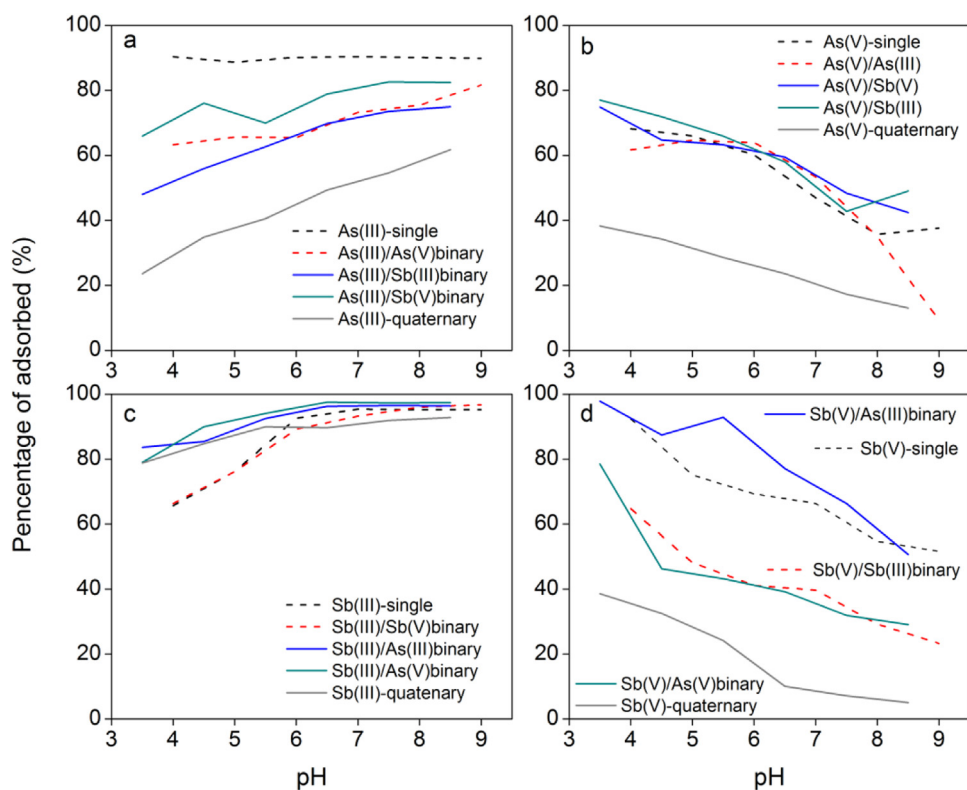 Pencentage of adsorbed (%)
100
80
60
40
20
0
a
As(III)-single
As(III)/As(V)binary
As(III)/Sb(III)binary
As(III)/Sb(V)binary
As(III)-quaternary
3 4 5 6 7 8 9
100
80
60
40
20
0
b
As(V)-single
As(V)/As(III)
As(V)/Sb(V)
As(V)/Sb(III)
As(V)-quaternary
3 4 5 6 7 8 9
100
80
60
40
20
0
c
Sb(III)-single
Sb(III)/Sb(V)binary
Sb(III)/As(III)binary
Sb(III)/As(V)binary
Sb(III)-quatenary
3 4 5 6 7 8 9
pH
100
80
60
40
20
0
d
Sb(V)/As(III)binary
Sb(V)-single
Sb(V)/Sb(III)binary
Sb(V)/As(V)binary
Sb(V)-quaternary
3 4 5 6 7 8 9
pH